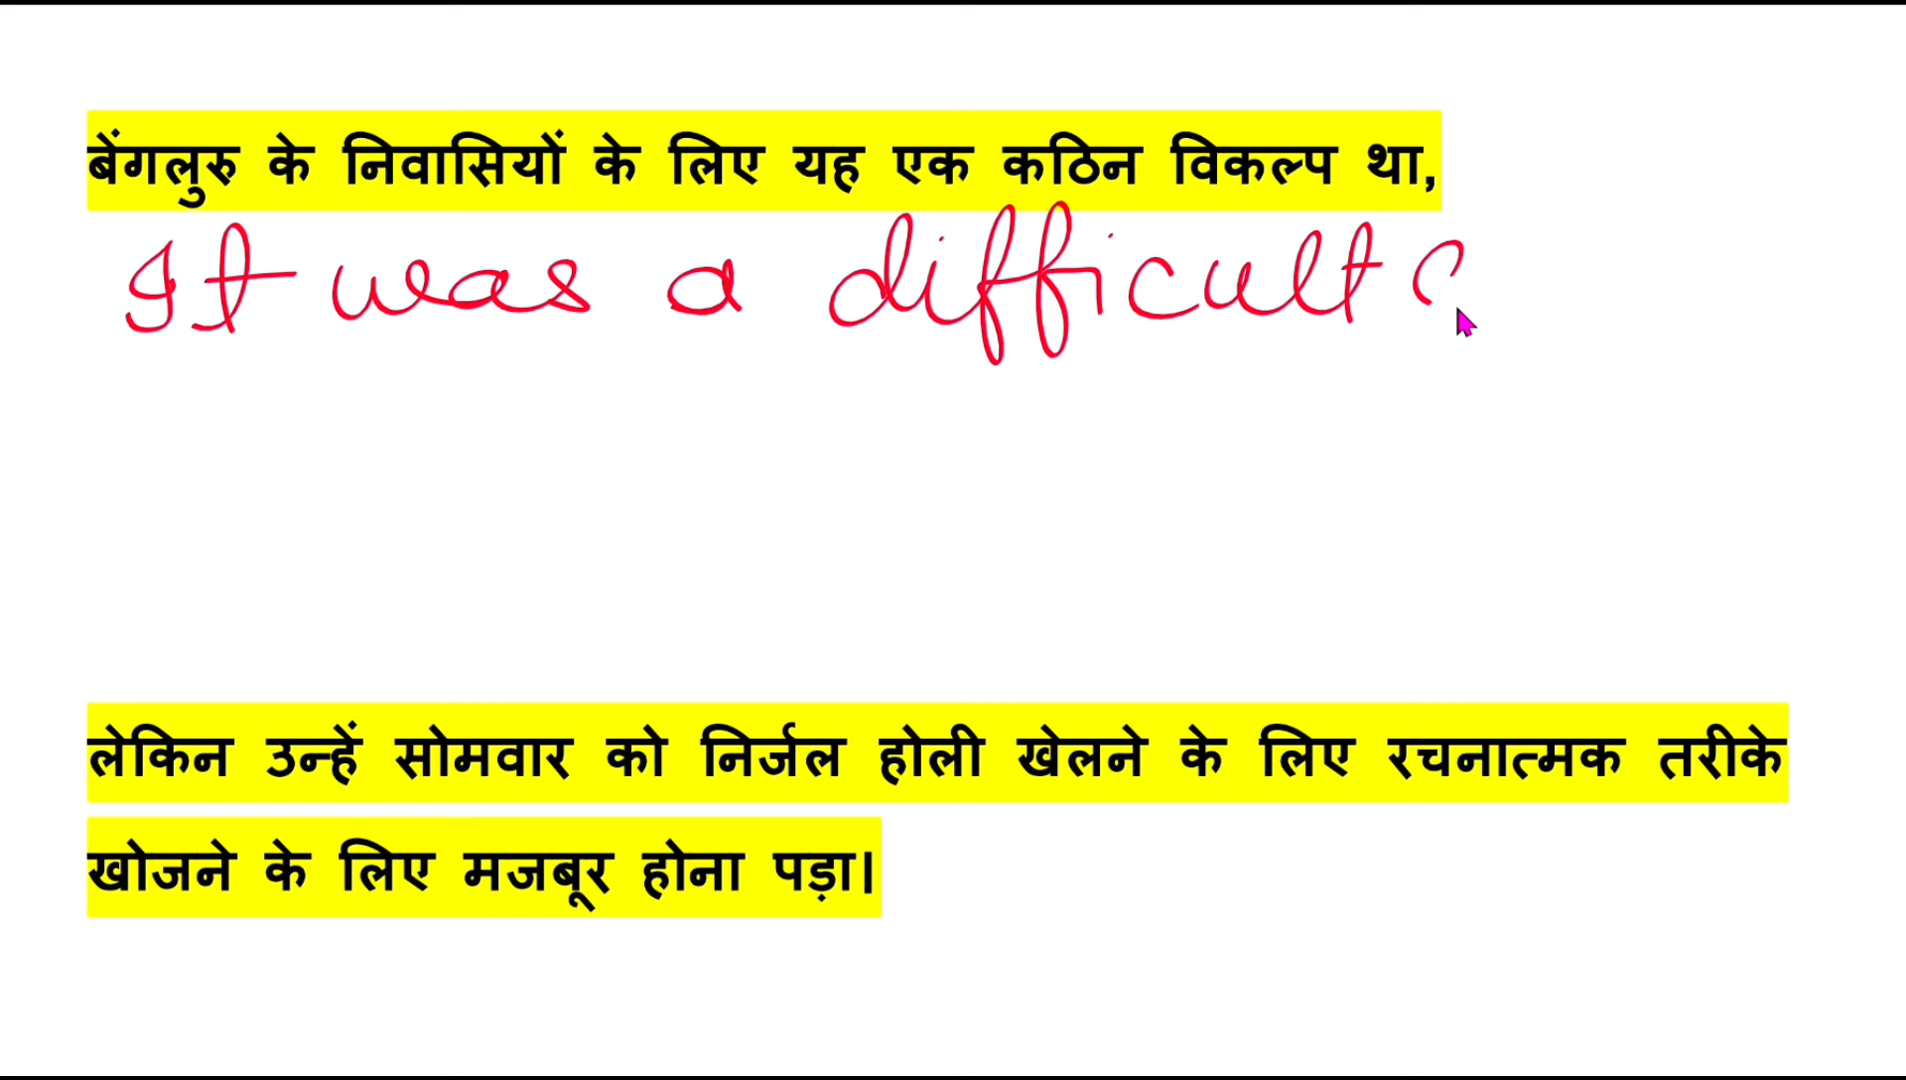 बेंगलुरु के निवासियों के लिए यह एक कठिन विकल्प था,
It was a difficult
लेकिन उन्हें सोमवार को निर्जल होली खेलने के लिए रचनात्मक तरीके
खोजने के लिए मजबूर होना पड़ा।